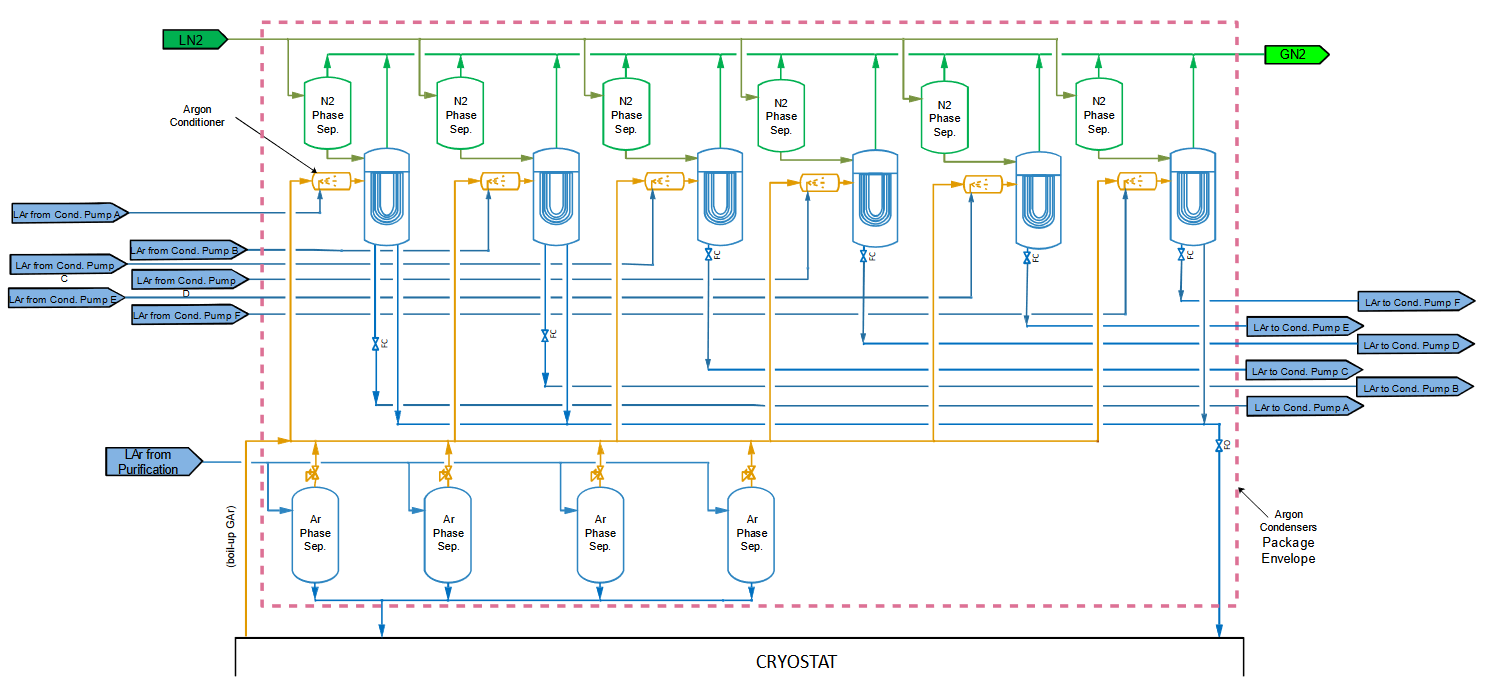 LN2
GN2
N2
Phase
Sep.
N2
Phase
Sep.
N2
Phase
Sep.
N2
Phase
Sep.
N2
Phase
Sep.
N2
Phase
Sep.
Argon
Conditioner
LAr from Cond. Pump A
LAr from Cond. Pump B
LAr from Cond. Pump
C
LAr from Cond. Pump
D
LAr from Cond. Pump E
LAr from Cond. Pump F
FC
FC
FC
FC
FC
FC
LAr to Cond. Pump F
LAr to Cond. Pump E
LAr to Cond. Pump D
LAr to Cond. Pump C
LAr to Cond. Pump B
LAr to Cond. Pump A
FO
LAr from
Purification
(boil-up GAr)
Ar
Phase
Sep.
Ar
Phase
Sep.
Ar
Phase
Sep.
Ar
Phase
Sep.
Argon
Condensers
Package
Envelope
CRYOSTAT